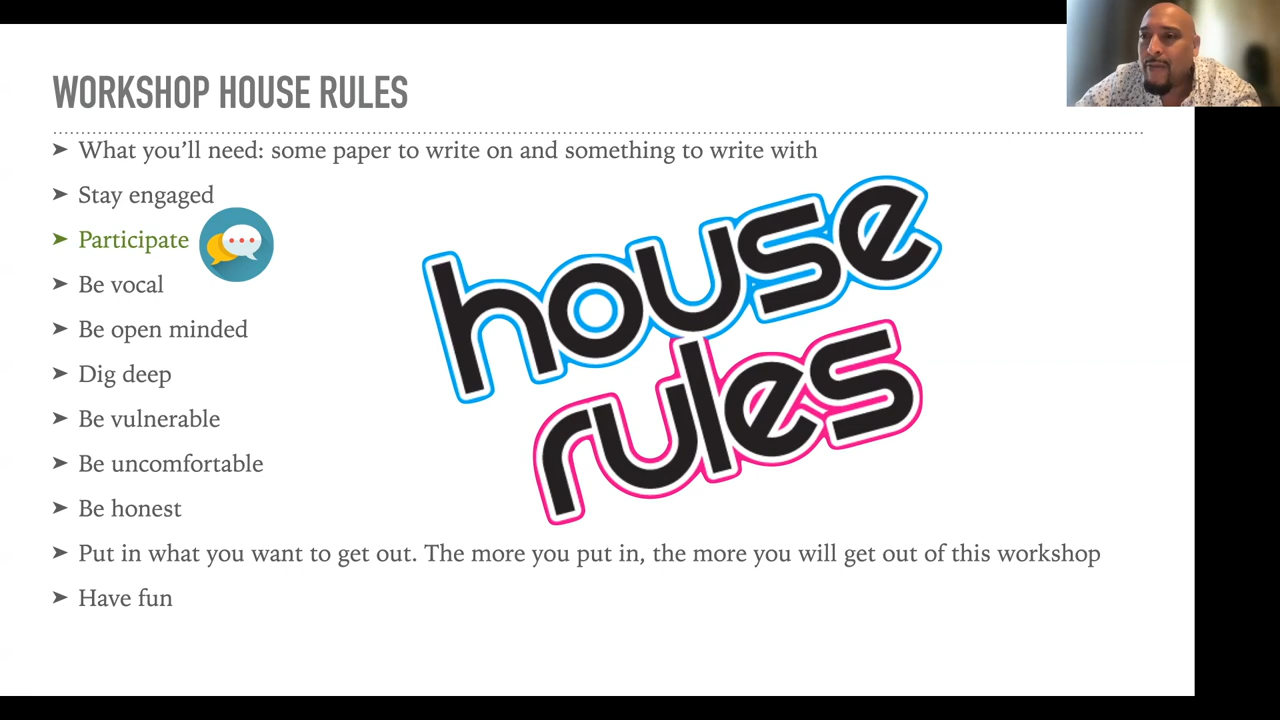 WORKSHOP HOUSE RULES
➤ What you’ll need: some paper to write on and something to write with
➤ Stay engaged
➤ Participate
➤ Be vocal
➤ Be open minded
➤ Dig deep
➤ Be vulnerable
➤ Be uncomfortable
➤ Be honest
➤ Put in what you want to get out. The more you put in, the more you will get out of this workshop
➤ Have fun
house
rules